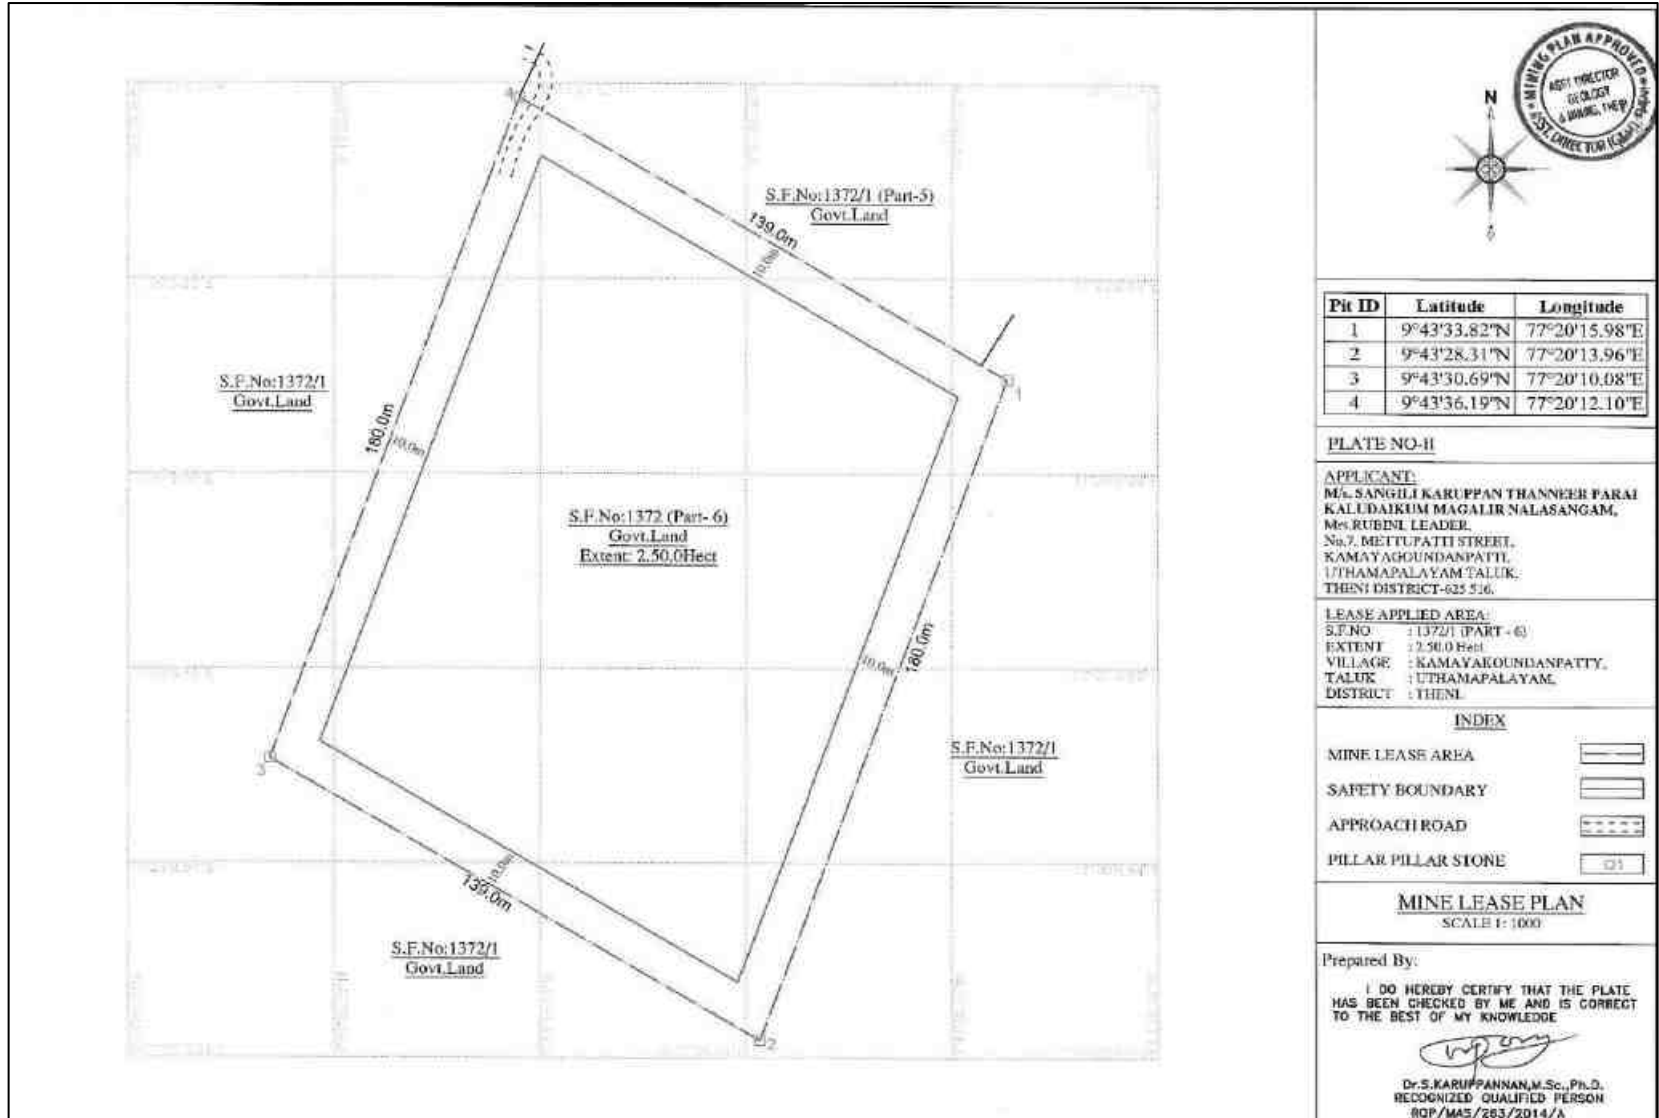 S.F.No:1372/1 (Part-5)
Govt.Land
139.0m
10.0m
S.F.No:1372/1
Govt.Land
180.0m
10.0m
1
S.F.No:1372 (Part- 6)
Govt.Land
Extent: 2.50.0Hect
10.0m
180.0m
3
S.F.No:1372/1
Govt.Land
10.0m
139.0m
S.F.No:1372/1
Govt.Land
2
MINING PLAN APPROVED
ASST DIRECTOR
GEOLOGY
& MINING,
N
Pit ID Latitude Longitude
1 9°43'33.82"N 77°20'15.98"E
2 9°43'28.31"N 77°20'13.96"E
3 9°43'30.69"N 77°20'10.08"E
4 9°43'36.19"N 77°20'12.10"E
PLATE NO-II
APPLICANT:
M/s. SANGILI KARUPPAN THANNEER PARAI
KALUDAIKUM MAGALIR NALASANGAM,
Mrs.RUBINI, LEADER,
No.7, METTUPATTI STREET,
KAMAYAGOUNDANPATTI,
UTHAMAPALAYAM TALUK,
THENI DISTRICT-625 516.
LEASE APPLIED AREA:
S.F.NO : 1372/1 (PART - 6)
EXTENT : 2.50.0 Hect
VILLAGE : KAMAYAKOUNDANPATTY,
TALUK : UTHAMAPALAYAM,
DISTRICT : THENI.
INDEX
MINE LEASE AREA
SAFETY BOUNDARY
APPROACH ROAD
PILLAR PILLAR STONE
MINE LEASE PLAN
SCALE 1: 1000
Prepared By:
I DO HEREBY CERTIFY THAT THE PLATE
HAS BEEN CHECKED BY ME AND IS CORRECT
TO THE BEST OF MY KNOWLEDGE
Dr.S.KARUPPANNAN,M.Sc.,Ph.D.
RECOGNIZED QUALIFIED PERSON
RQP/MAS/263/2014/A